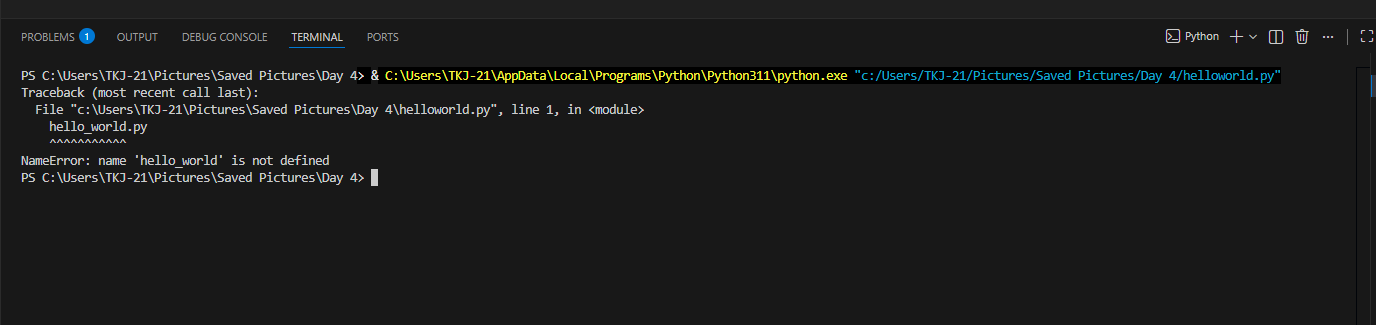 PROBLEMS 1 OUTPUT DEBUG CONSOLE TERMINAL PORTS Python
PS C:\Users\TKJ-21\Pictures\Saved Pictures\Day 4> & C:\Users\TKJ-21\AppData\Local\Programs\Python\Python311\python.exe "c:/Users/TKJ-21/Pictures/Saved Pictures/Day 4/helloworld.py"
Traceback (most recent call last):
  File "c:\Users\TKJ-21\Pictures\Saved Pictures\Day 4\helloworld.py", line 1, in <module>
    hello_world.py
    ^^^^^^^^^^^
NameError: name 'hello_world' is not defined
PS C:\Users\TKJ-21\Pictures\Saved Pictures\Day 4>